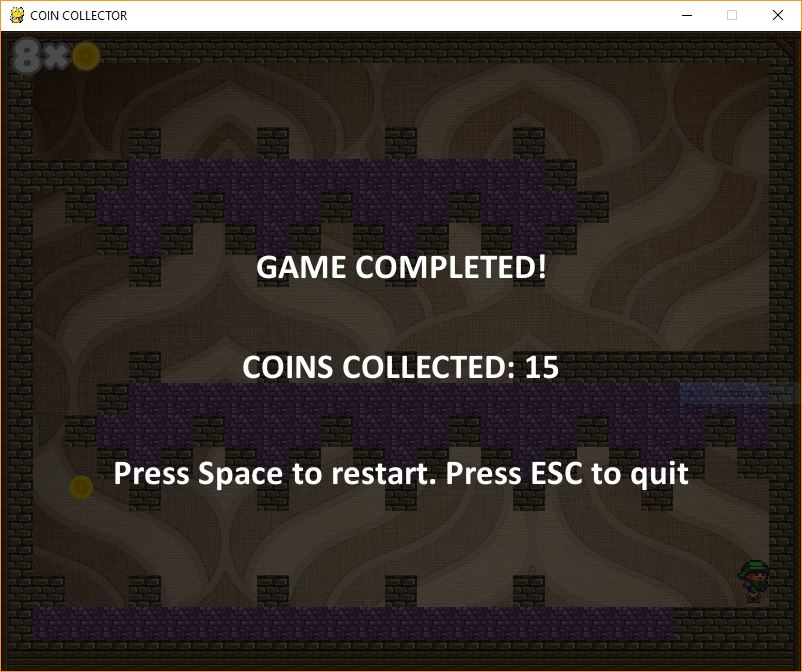 COIN COLLECTOR
8×
GAME COMPLETED!
COINS COLLECTED: 15
Press Space to restart. Press ESC to quit